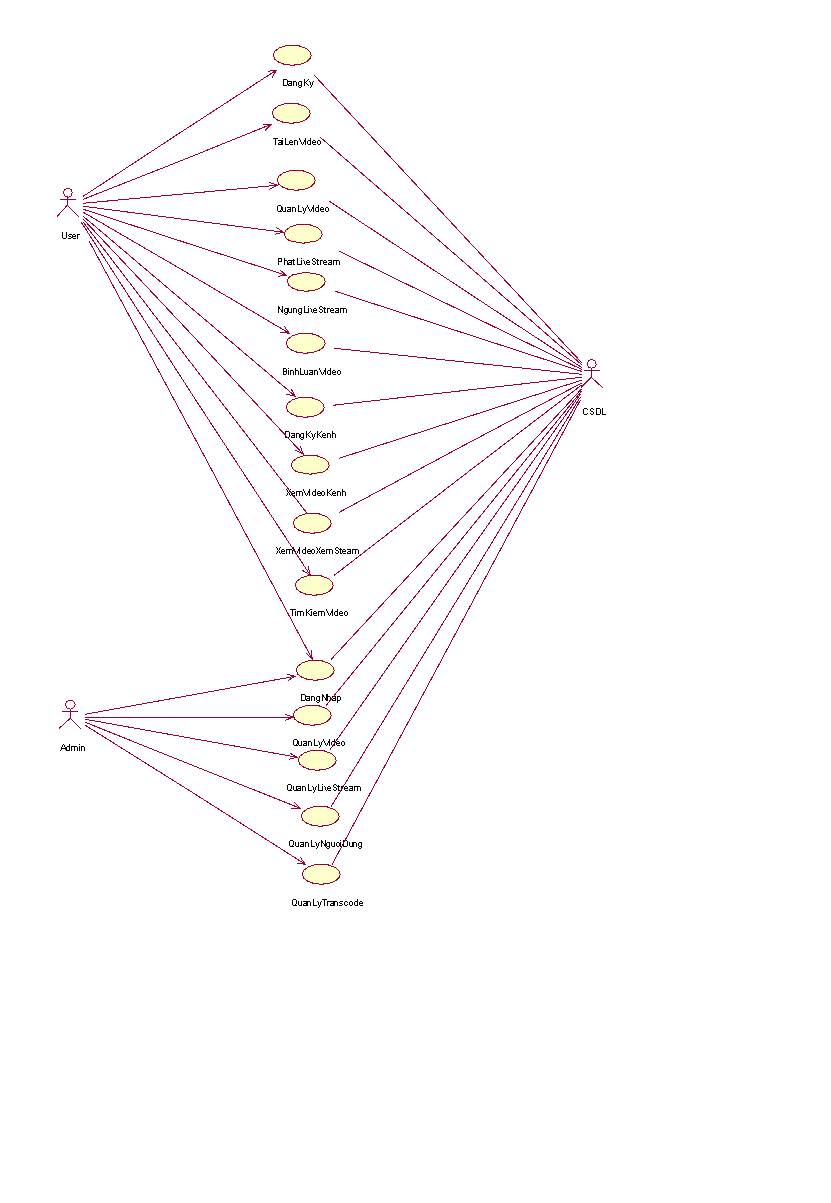 DangKy
TaiLenVideo
QuanLyVideo
User
PhatLiveStream
NgungLiveStream
BinhLuanVideo
CSDL
DangKyKenh
XemVideoKenh
XemVideoXemSteam
TimKiemVideo
DangNhap
QuanLyVideo
Admin
QuanLyLiveStream
QuanLyNguoiDung
QuanLyTranscode